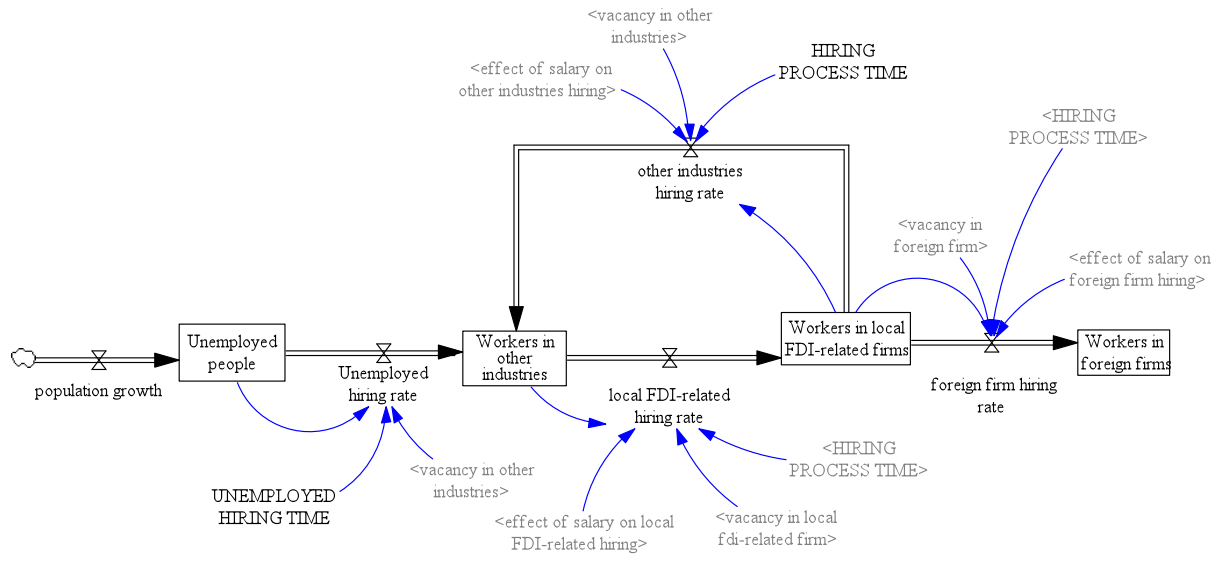 <vacancy in other
industries>
HIRING
PROCESS TIME
<effect of salary on
other industries hiring>
<HIRING
PROCESS TIME>
other industries
hiring rate
<vacancy in
foreign firm>
<effect of salary on
foreign firm hiring>
Unemployed
people
Workers in
other
industries
Workers in local
FDI-related firms
Workers in
foreign firms
population growth
Unemployed
hiring rate
local FDI-related
hiring rate
foreign firm hiring
rate
UNEMPLOYED
HIRING TIME
<vacancy in other
industries>
<HIRING
PROCESS TIME>
<effect of salary on local
FDI-related hiring>
<vacancy in local
fdi-related firm>